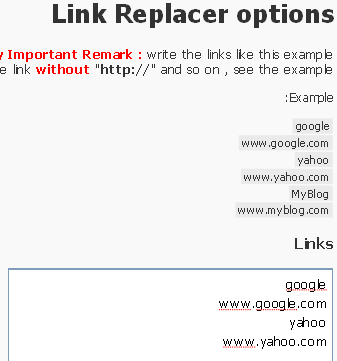 Link Replacer options
Important Remark : write the links like this example
link without "http://" and so on , see the example
:Example
google
www.google.com
yahoo
www.yahoo.com
MyBlog
www.myblog.com
Links
google
www.google.com
yahoo
www.yahoo.com